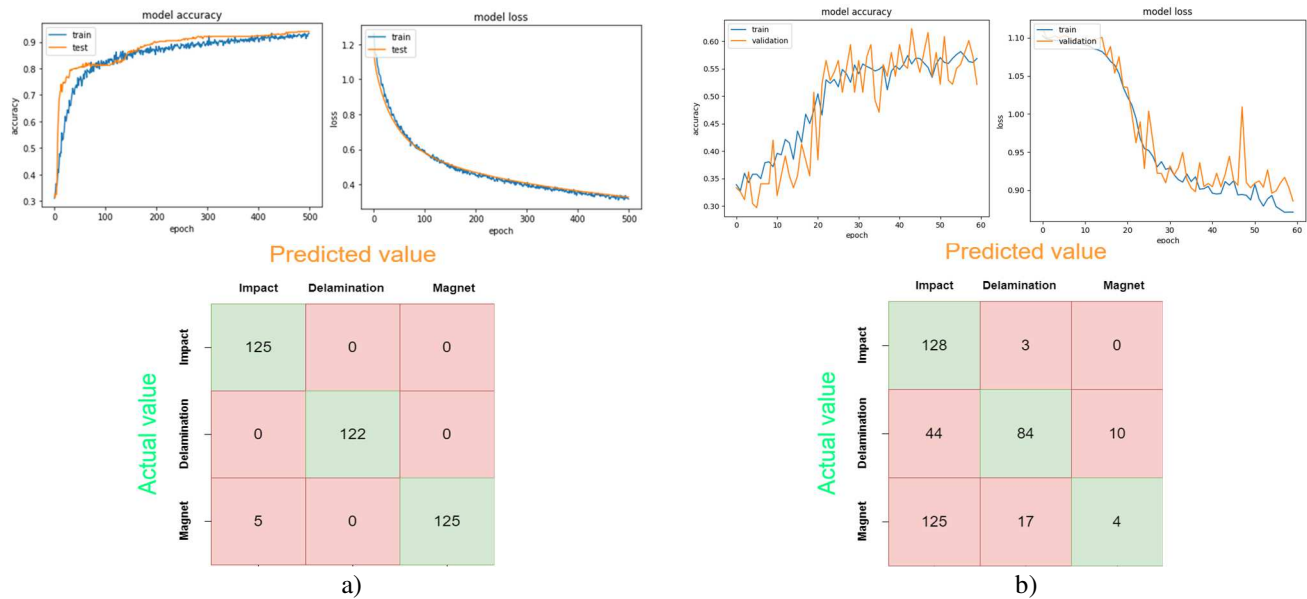 model accuracy
train
test
accuracy
0.9
0.8
0.7
0.6
0.5
0.4
0.3
0 100 200 300 400 500
epoch
model loss
train
test
loss
1.2
1.0
0.8
0.6
0.4
0 100 200 300 400 500
epoch
Predicted value
Impact Delamination Magnet
Actual value
Impact 125 0 0
Delamination 0 122 0
Magnet 5 0 125
a)
model accuracy
train
validation
accuracy
0.60
0.55
0.50
0.45
0.40
0.35
0.30
0 10 20 30 40 50 60
epoch
model loss
train
validation
loss
1.10
1.05
1.00
0.95
0.90
0 10 20 30 40 50 60
epoch
Predicted value
Impact Delamination Magnet
Actual value
Impact 128 3 0
Delamination 44 84 10
Magnet 125 17 4
b)